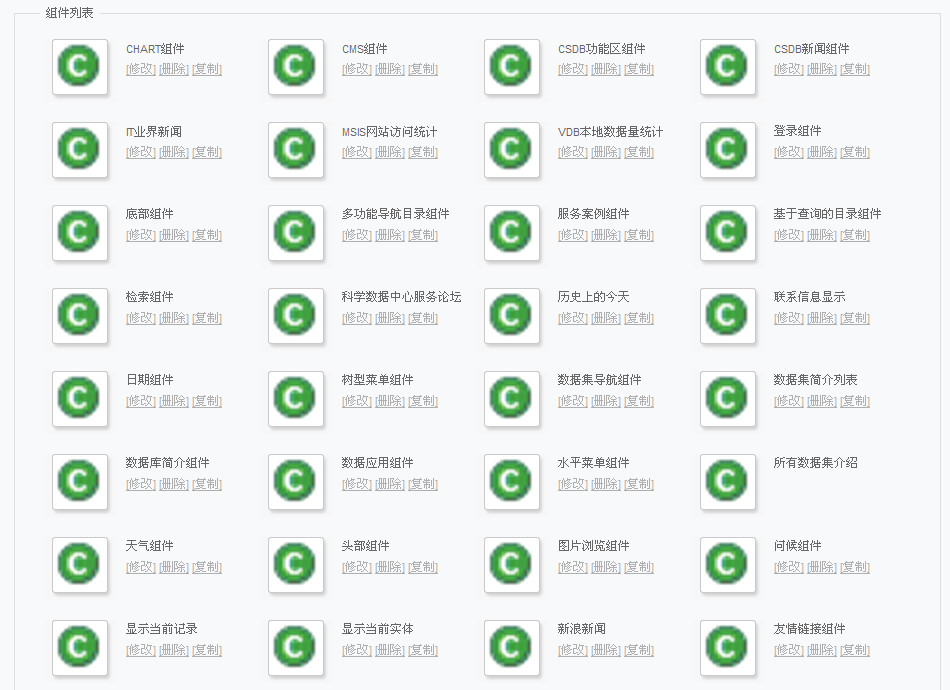 组件列表
CHART组件 CMS组件 CSDB功能区组件 CSDB新闻组件
[修改] [删除] [复制] [修改] [删除] [复制] [修改] [删除] [复制] [修改] [删除] [复制]
IT业界新闻 MSIS网站访问统计 VDB本地数据量统计 登录组件
[修改] [删除] [复制] [修改] [删除] [复制] [修改] [删除] [复制] [修改] [删除] [复制]
底部组件 多功能导航目录组件 服务案例组件 基于查询的目录组件
[修改] [删除] [复制] [修改] [删除] [复制] [修改] [删除] [复制] [修改] [删除] [复制]
检索组件 科学数据中心服务论坛 历史上的今天 联系信息显示
[修改] [删除] [复制] [修改] [删除] [复制] [修改] [删除] [复制] [修改] [删除] [复制]
日期组件 树型菜单组件 数据集导航组件 数据集简介列表
[修改] [删除] [复制] [修改] [删除] [复制] [修改] [删除] [复制] [修改] [删除] [复制]
数据库简介组件 数据应用组件 水平菜单组件 所有数据集介绍
[修改] [删除] [复制] [修改] [删除] [复制] [修改] [删除] [复制]
天气组件 头部组件 图片浏览组件 问候组件
[修改] [删除] [复制] [修改] [删除] [复制] [修改] [删除] [复制] [修改] [删除] [复制]
显示当前记录 显示当前实体 新浪新闻 友情链接组件
[修改] [删除] [复制] [修改] [删除] [复制] [修改] [删除] [复制] [修改] [删除] [复制]